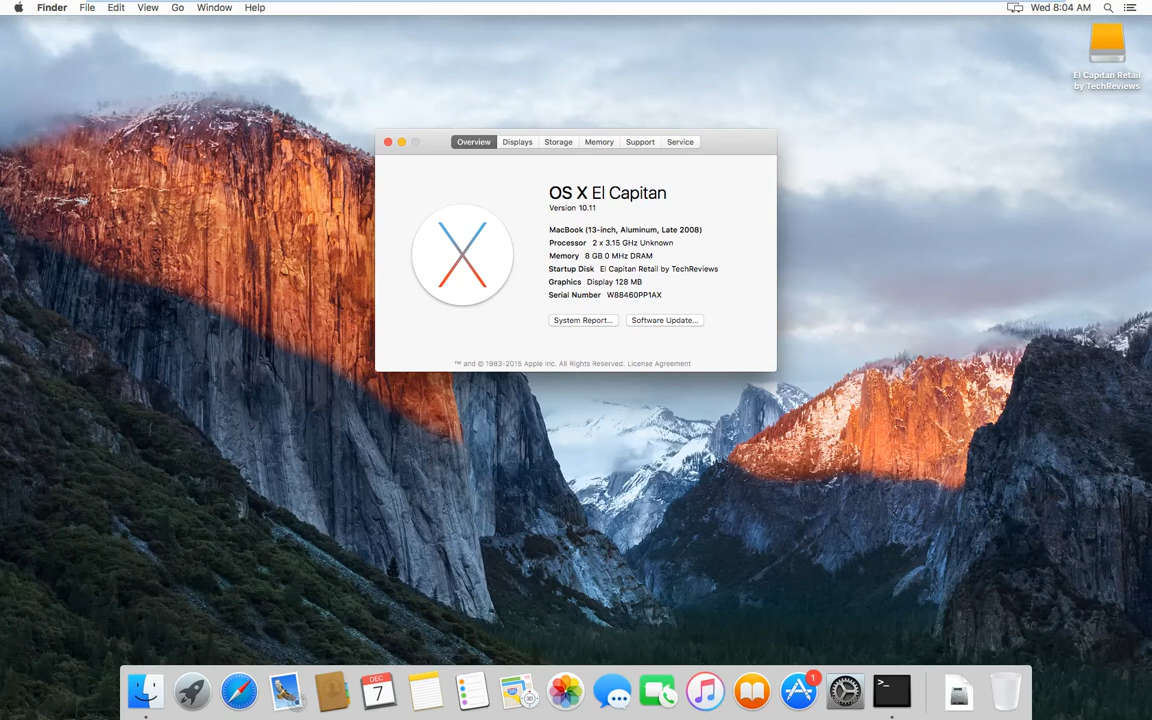 Finder File Edit View Go Window Help Wed 8:04 AM
El Capitan Retail
by TechReviews
Overview Displays Storage Memory Support Service
OS X El Capitan
Version 10.11
MacBook (13-inch, Aluminum, Late 2008)
Processor 2 x 3.15 GHz Unknown
Memory 8 GB 0 MHz DRAM
Startup Disk El Capitan Retail by TechReviews
Graphics Display 128 MB
Serial Number W88460PP1AX
System Report... Software Update...
™ and © 1983-2015 Apple Inc. All Rights Reserved. License Agreement
DEC
7
1
>_